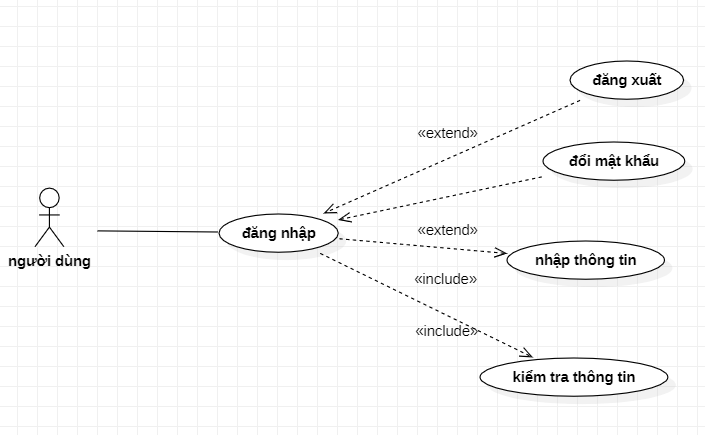 đăng xuất
«extend»
đổi mật khẩu
«extend»
đăng nhập
người dùng
nhập thông tin
«include»
«include»
kiểm tra thông tin